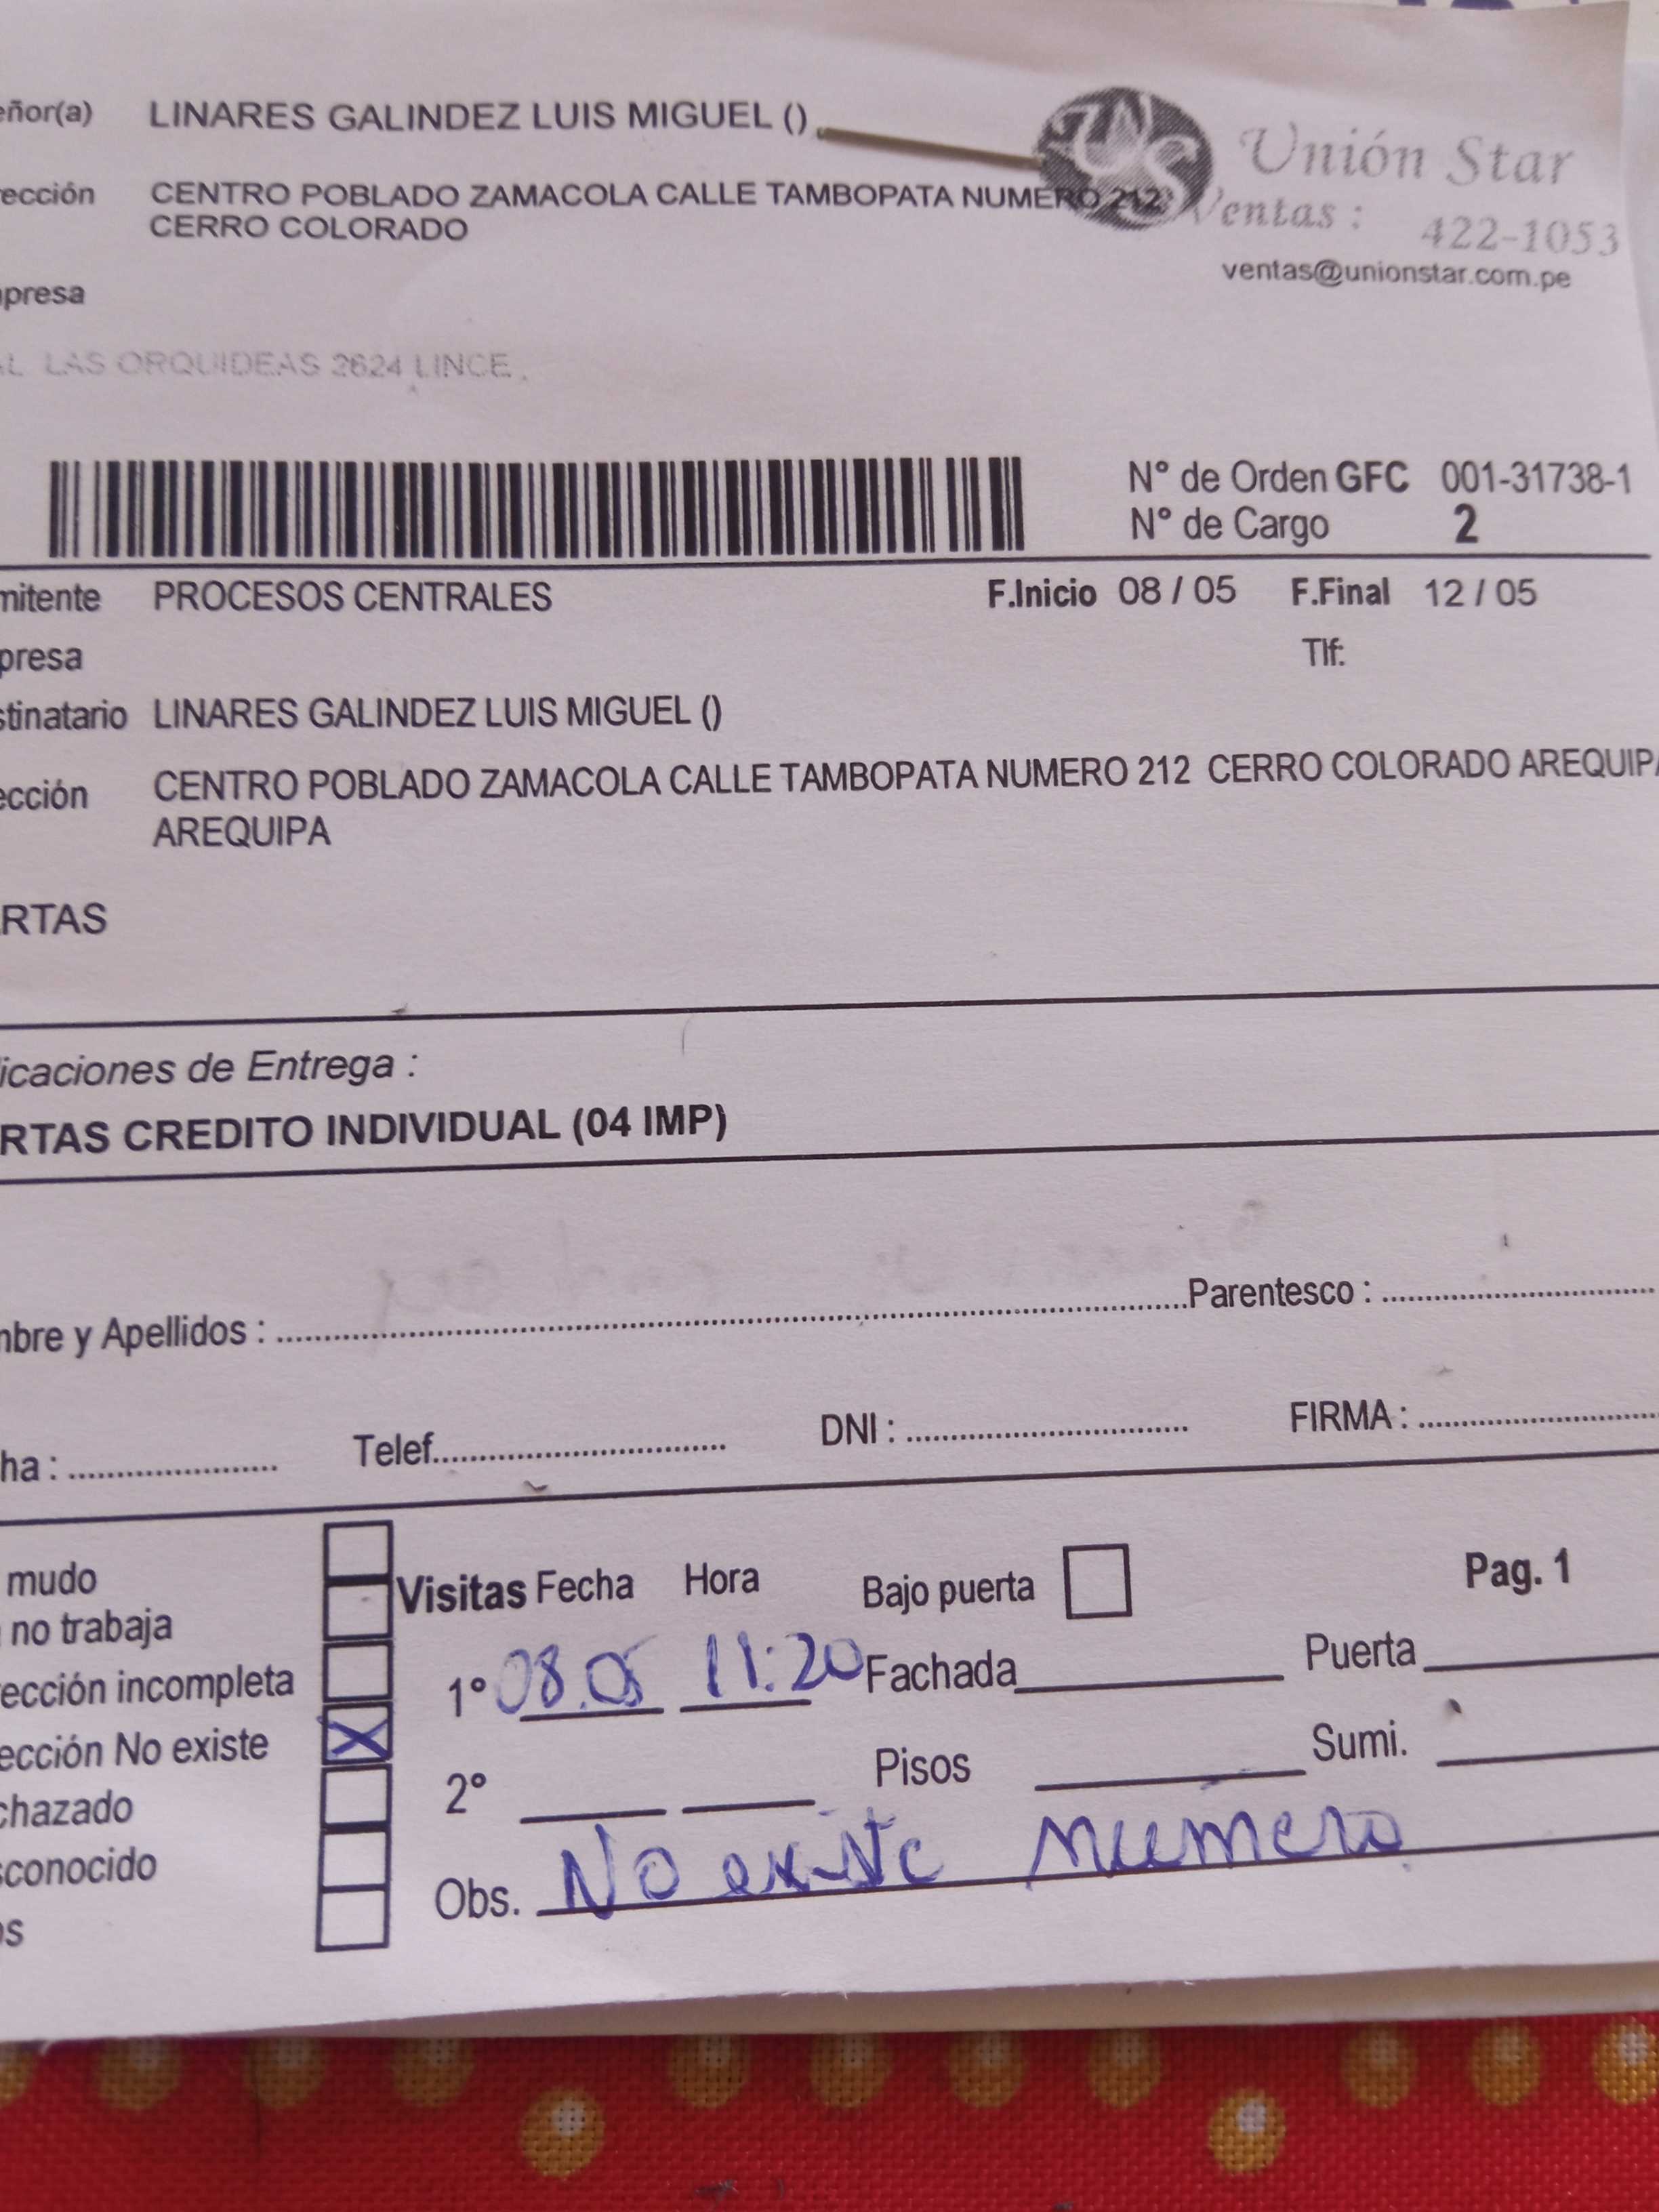 eñor(a) LINARES GALINDEZ LUIS MIGUEL ()
Unión Star
ección CENTRO POBLADO ZAMACOLA CALLE TAMBOPATA NUMERO 212
CERRO COLORADO
Ventas : 422-1053
ventas@unionstar.com.pe
presa
AL LAS ORQUIDEAS 2624 LINCE
N° de Orden GFC 001-31738-1
N° de Cargo 2
mitente PROCESOS CENTRALES F.Inicio 08 / 05 F.Final 12 / 05
presa Tlf:
stinatario LINARES GALINDEZ LUIS MIGUEL ()
ección CENTRO POBLADO ZAMACOLA CALLE TAMBOPATA NUMERO 212 CERRO COLORADO AREQUIPA
AREQUIPA
RTAS
icaciones de Entrega :
RTAS CREDITO INDIVIDUAL (04 IMP)
mbre y Apellidos : Parentesco :
ha : Telef. DNI : FIRMA :
mudo
no trabaja
Visitas Fecha Hora Bajo puerta Pag. 1
ección incompleta 1° 08.05 11:20 Fachada Puerta
ección No existe X
2° Pisos Sumi.
chazado
sconocido
Obs. No existe numero
os